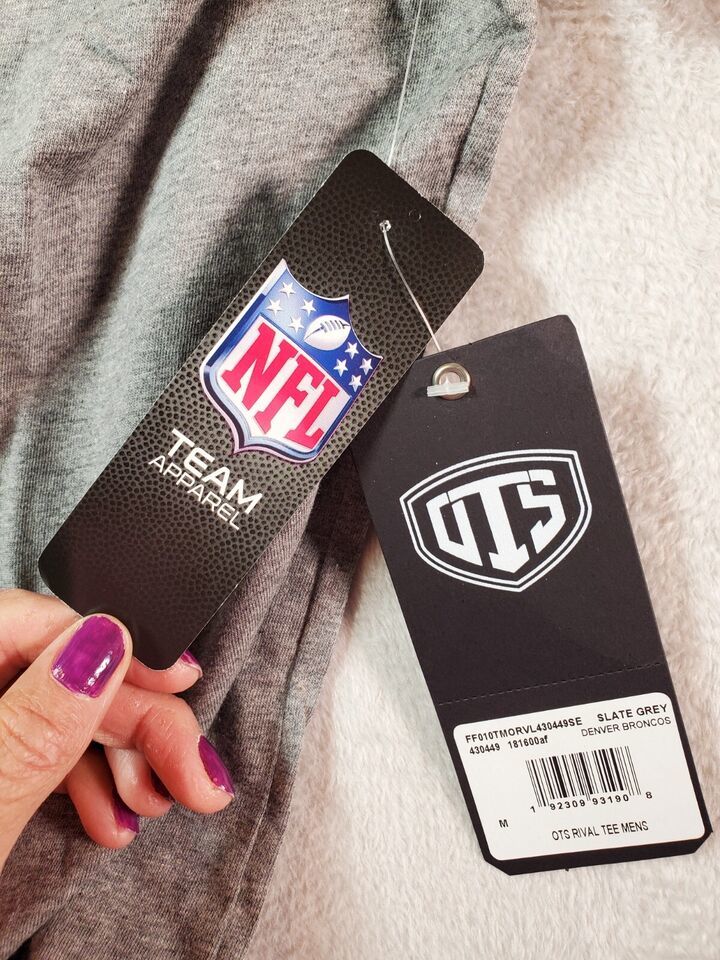 NFL
TEAM
APPAREL
OTS
FF010TMORVL430449SE SLATE GREY
430449 181600af DENVER BRONCOS
1 92309 93190 8
M
OTS RIVAL TEE MENS